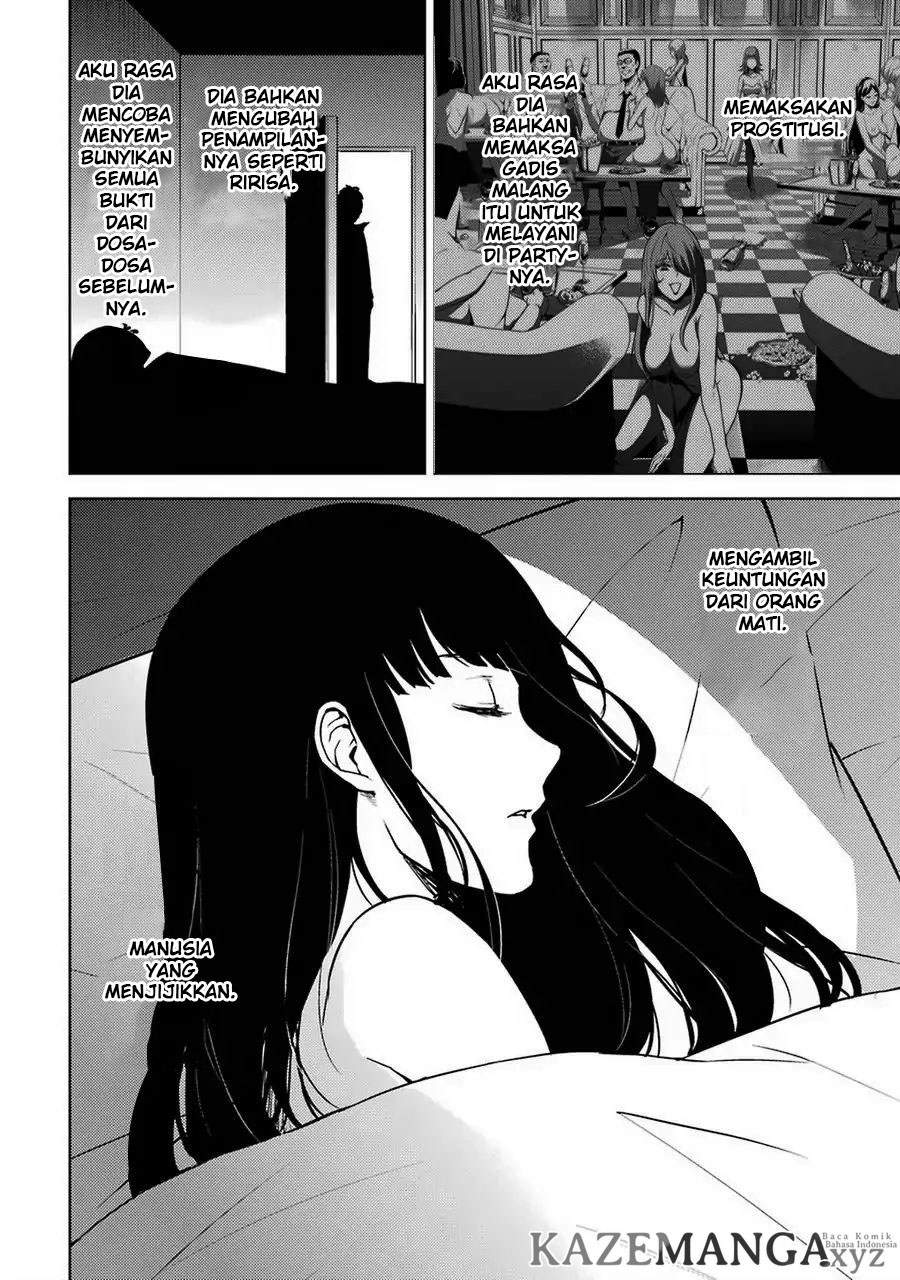 MEMAKSAKAN
PROSTITUSI.
AKU RASA
DIA
BAHKAN
MEMAKSA
GADIS
MALANG
ITU UNTUK
MELAYANI
DI PARTY-
NYA.
DIA BAHKAN
MENGUBAH
PENAMPILAN-
NYA SEPERTI
RIRISA.
AKU RASA
DIA
MENCOBA
MENYEM-
BUNYIKAN
SEMUA
BUKTI
DARI
DOSA-
DOSA
SEBELUM-
NYA.
MENGAMBIL
KEUNTUNGAN
DARI ORANG
MATI.
MANUSIA
YANG
MENJIJIKKAN.
Baca Komik
Bahasa Indonesia
KAZEMANGA.xyz